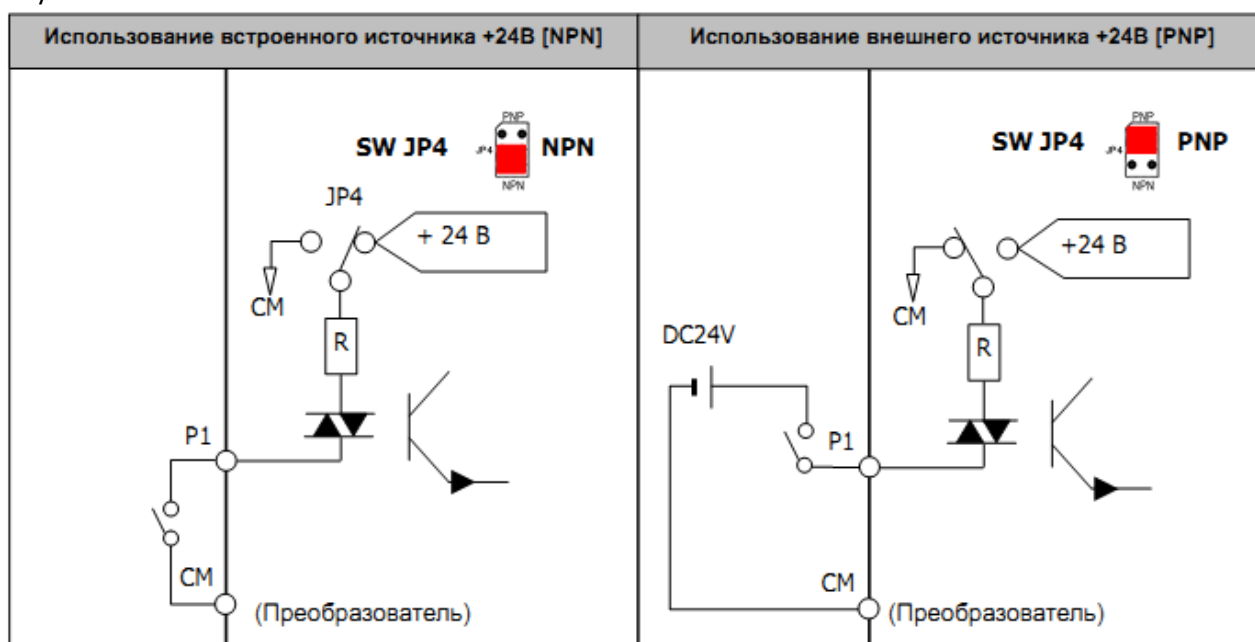 Использование встроенного источника +24В [NPN]
Использование внешнего источника +24В [PNP]
PNP
SW JP4
JP4
NPN
NPN
JP4
+ 24 В
CM
R
P1
CM
(Преобразователь)
PNP
SW JP4
JP4
PNP
NPN
+24 В
CM
DC24V
R
P1
CM
(Преобразователь)